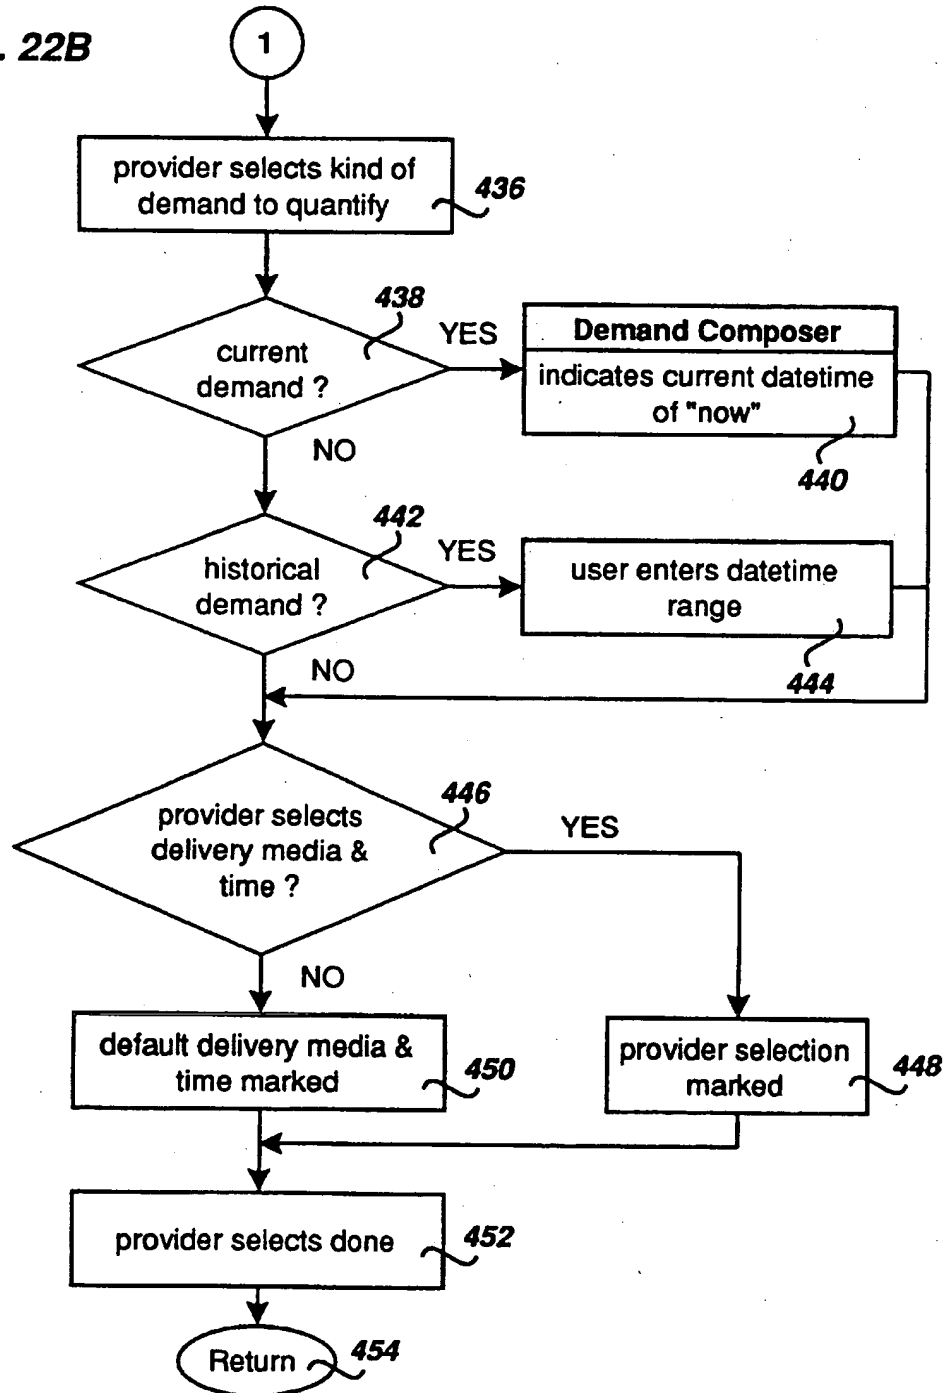 . 22B
1
provider selects kind of
demand to quantify
436
438
current
demand ?
YES
Demand Composer
indicates current datetime
of "now"
440
NO
442
historical
demand ?
YES
user enters datetime
range
444
NO
446
provider selects
delivery media &
time ?
YES
NO
default delivery media &
time marked
450
provider selection
marked
448
provider selects done
452
Return
454